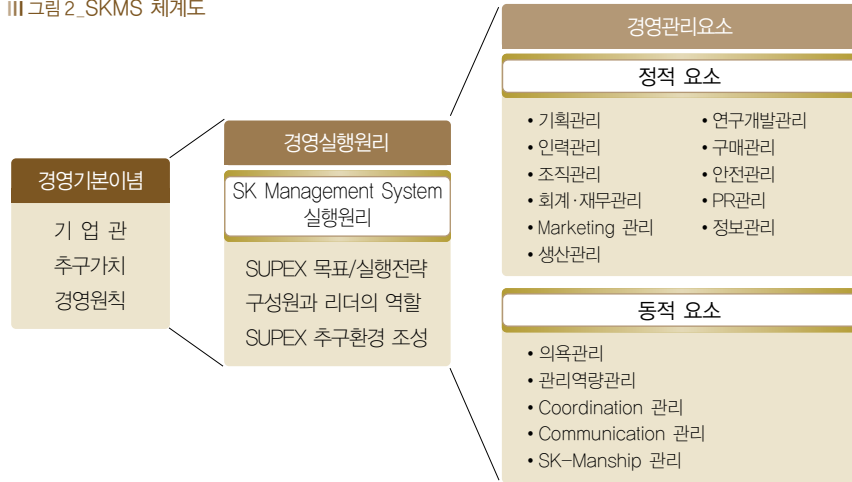 그림 2_SKMS 체계도
경영기본이념
기 업 관
추구가치
경영원칙
경영실행원리
SK Management System
실행원리
SUPEX 목표/실행전략
구성원과 리더의 역할
SUPEX 추구환경 조성
경영관리요소
정적 요소
• 기획관리
• 인력관리
• 조직관리
• 회계·재무관리
• Marketing 관리
• 생산관리
• 연구개발관리
• 구매관리
• 안전관리
• PR관리
• 정보관리
동적 요소
• 의욕관리
• 관리역량관리
• Coordination 관리
• Communication 관리
• SK-Manship 관리